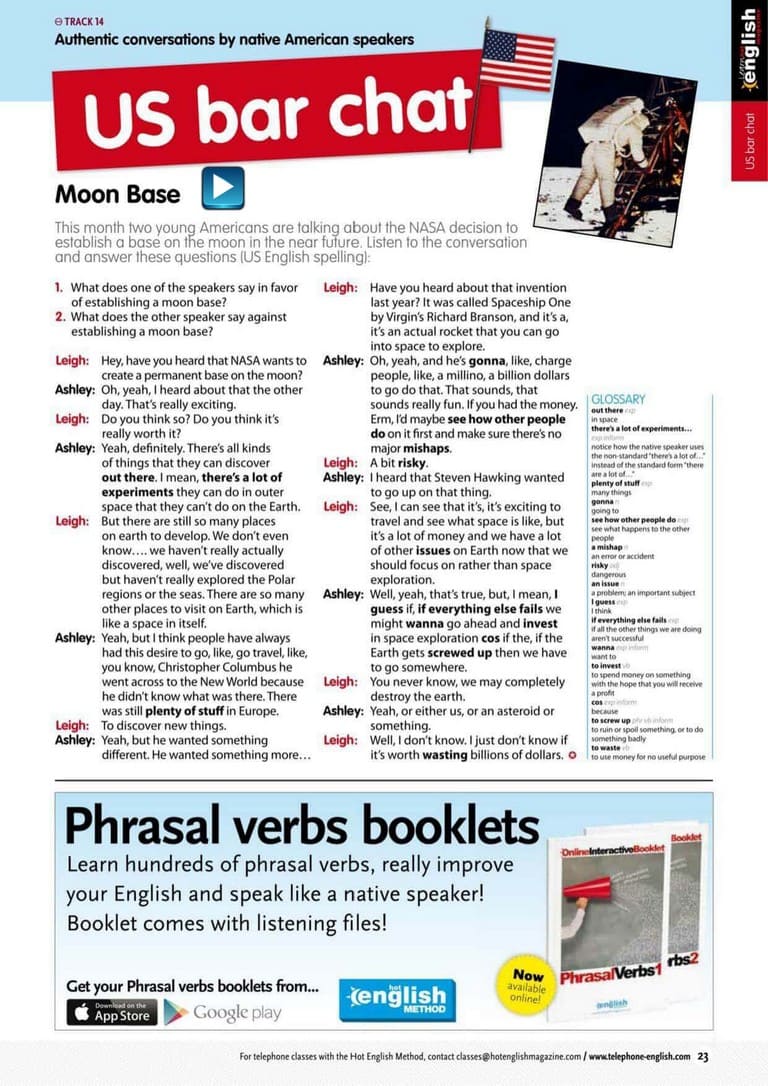 ⊖ TRACK 14
Authentic conversations by native American speakers
US bar chat
Learn hot
english
magazine
US bar chat
Moon Base
This month two young Americans are talking about the NASA decision to
establish a base on the moon in the near future. Listen to the conversation
and answer these questions (US English spelling):
1. What does one of the speakers say in favor
of establishing a moon base?
2. What does the other speaker say against
establishing a moon base?
Leigh: Hey, have you heard that NASA wants to
create a permanent base on the moon?
Ashley: Oh, yeah, I heard about that the other
day. That's really exciting.
Leigh: Do you think so? Do you think it's
really worth it?
Ashley: Yeah, definitely. There's all kinds
of things that they can discover
out there. I mean, there's a lot of
experiments they can do in outer
space that they can't do on the Earth.
Leigh: But there are still so many places
on earth to develop. We don't even
know.... we haven't really actually
discovered, well, we've discovered
but haven't really explored the Polar
regions or the seas. There are so many
other places to visit on Earth, which is
like a space in itself.
Ashley: Yeah, but I think people have always
had this desire to go, like, go travel, like,
you know, Christopher Columbus he
went across to the New World because
he didn't know what was there. There
was still plenty of stuff in Europe.
Leigh: To discover new things.
Ashley: Yeah, but he wanted something
different. He wanted something more…
Leigh: Have you heard about that invention
last year? It was called Spaceship One
by Virgin's Richard Branson, and it's a,
it's an actual rocket that you can go
into space to explore.
Ashley: Oh, yeah, and he's gonna, like, charge
people, like, a millino, a billion dollars
to go do that. That sounds, that
sounds really fun. If you had the money.
Erm, I'd maybe see how other people
do on it first and make sure there's no
major mishaps.
Leigh: A bit risky.
Ashley: I heard that Steven Hawking wanted
to go up on that thing.
Leigh: See, I can see that it's, it's exciting to
travel and see what space is like, but
it's a lot of money and we have a lot
of other issues on Earth now that we
should focus on rather than space
exploration.
Ashley: Well, yeah, that's true, but, I mean, I
guess if, if everything else fails we
might wanna go ahead and invest
in space exploration cos if the, if the
Earth gets screwed up then we have
to go somewhere.
Leigh: You never know, we may completely
destroy the earth.
Ashley: Yeah, or either us, or an asteroid or
something.
Leigh: Well, I don't know. I just don't know if
it's worth wasting billions of dollars.
GLOSSARY
out there exp
in space
there's a lot of experiments…
exp inform
notice how the native speaker uses
the non-standard "there's a lot of…"
instead of the standard form "there
are a lot of…"
plenty of stuff exp
many things
gonna n
going to
see how other people do exp
see what happens to the other
people
a mishap n
an error or accident
risky adj
dangerous
an issue n
a problem; an important subject
I guess exp
I think
if everything else fails exp
if all the other things we are doing
aren't successful
wanna exp inform
want to
to invest vb
to spend money on something
with the hope that you will receive
a profit
cos exp inform
because
to screw up phr vb inform
to ruin or spoil something, or to do
something badly
to waste vb
to use money for no useful purpose
Phrasal verbs booklets
Learn hundreds of phrasal verbs, really improve
your English and speak like a native speaker!
Booklet comes with listening files!
Get your Phrasal verbs booklets from...
Download on the
App Store
Google play
hot
english
METHOD
Now
available
online!
OnlineInteractiveBooklet
PhrasalVerbs1
english
Booklet
rbs2
For telephone classes with the Hot English Method, contact classes@hotenglishmagazine.com / www.telephone-english.com 23